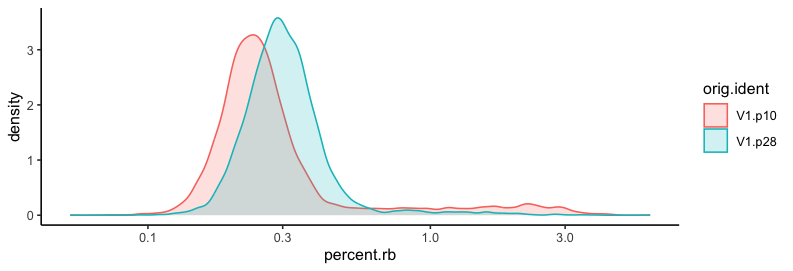 density
3
2
1
0
0.1 0.3 1.0 3.0
percent.rb
orig.ident
V1.p10
V1.p28